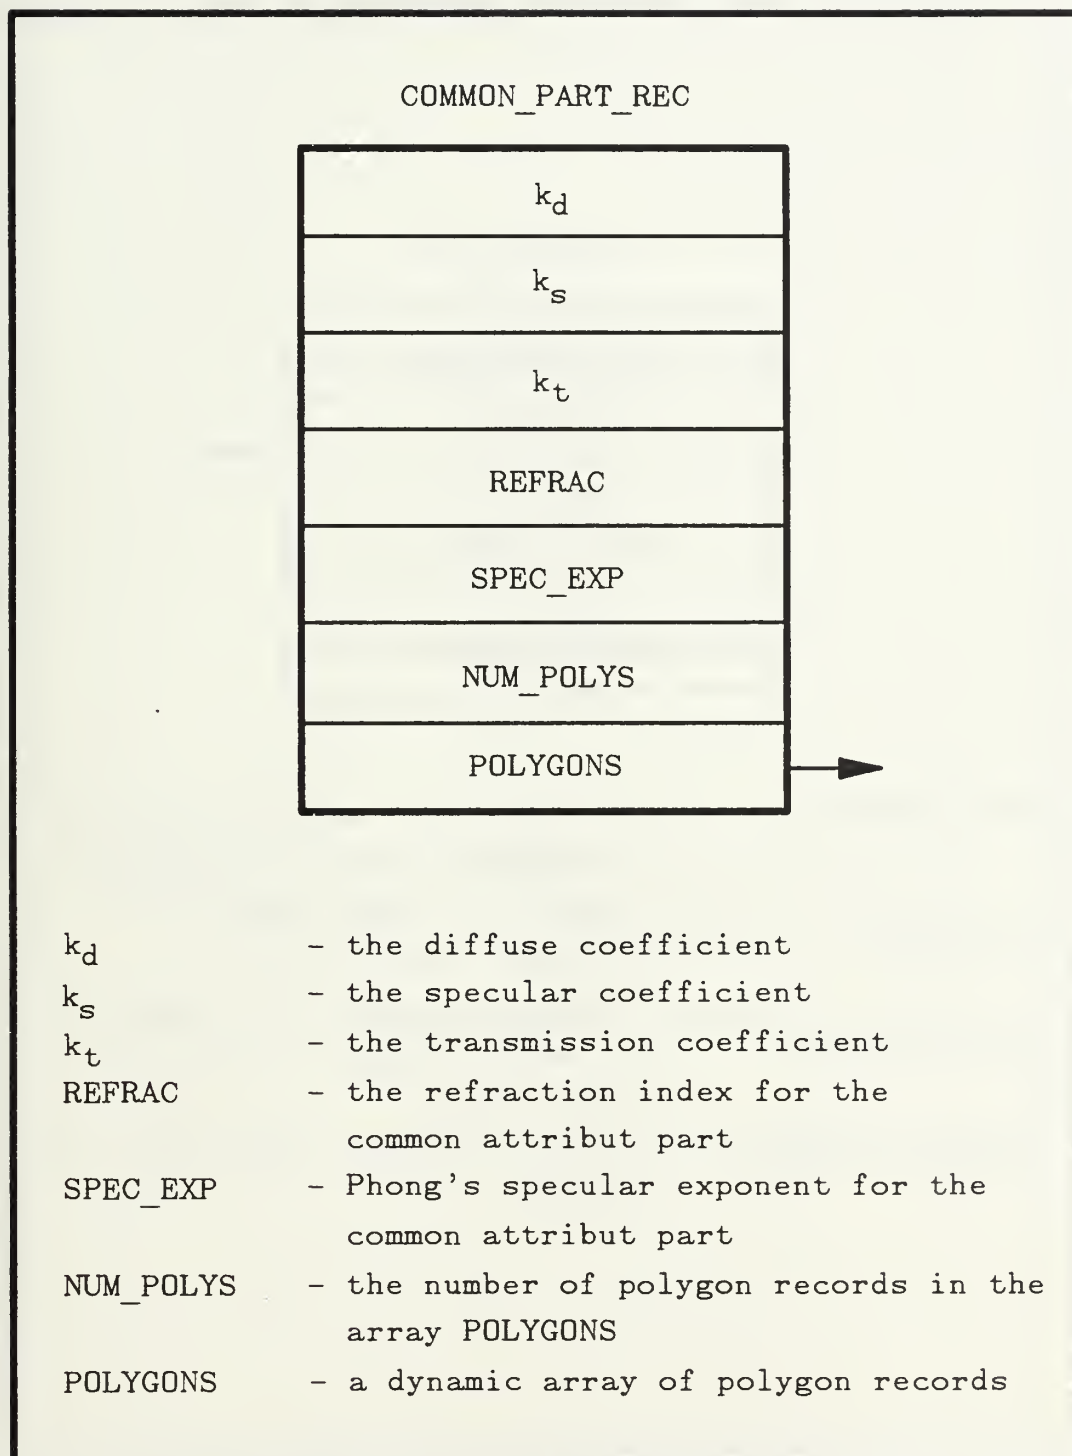 COMMON_PART_REC
k_d
k_s
k_t
REFRAC
SPEC_EXP
NUM_POLYS
POLYGONS
k_d - the diffuse coefficient
k_s - the specular coefficient
k_t - the transmission coefficient
REFRAC - the refraction index for the
common attribut part
SPEC_EXP - Phong's specular exponent for the
common attribut part
NUM_POLYS - the number of polygon records in the
array POLYGONS
POLYGONS - a dynamic array of polygon records